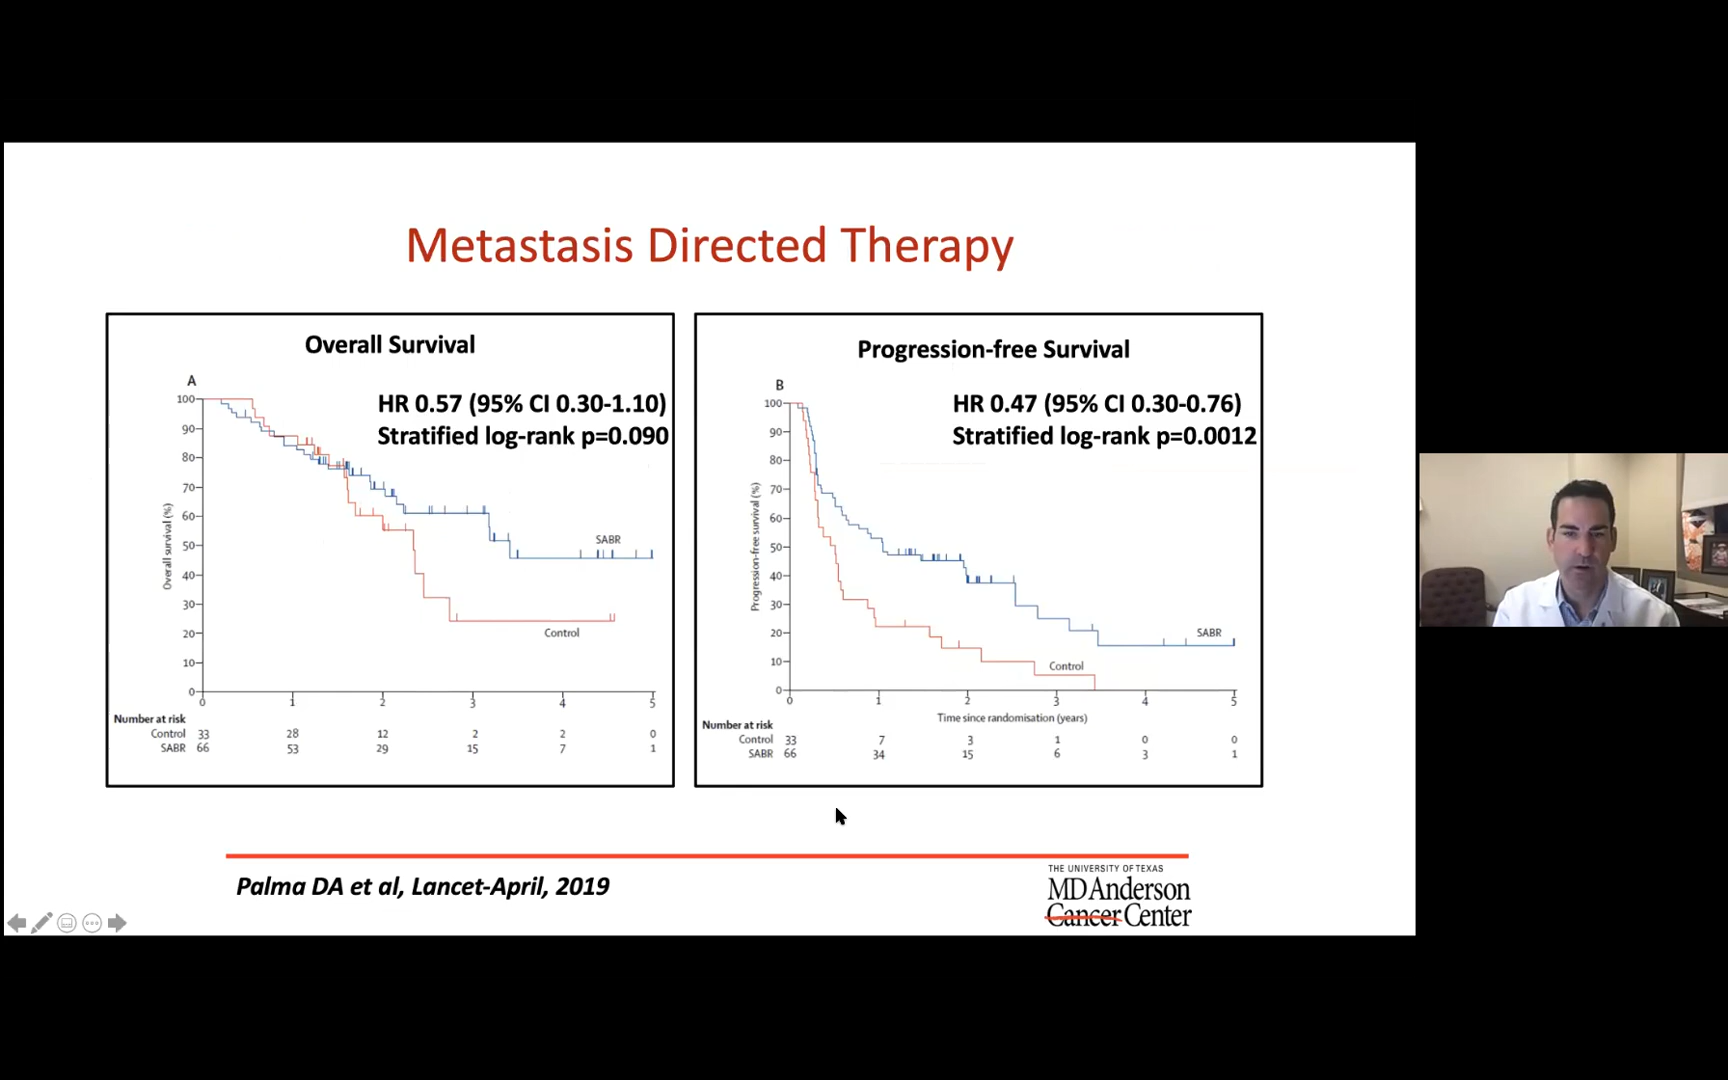 Metastasis Directed Therapy
Overall Survival
A
HR 0.57 (95% CI 0.30-1.10)
Stratified log-rank p=0.090
100
90
80
70
60
50
40
30
20
10
0
Overall survival (%)
SABR
Control
0 1 2 3 4 5
Number at risk
Control 33 28 12 2 2 0
SABR 66 53 29 15 7 1
Progression-free Survival
B
HR 0.47 (95% CI 0.30-0.76)
Stratified log-rank p=0.0012
100
90
80
70
60
50
40
30
20
10
0
Progression-free survival (%)
SABR
Control
0 1 2 3 4 5
Time since randomisation (years)
Number at risk
Control 33 7 3 1 0 0
SABR 66 34 15 6 3 1
Palma DA et al, Lancet-April, 2019
THE UNIVERSITY OF TEXAS
MD Anderson
Cancer Center